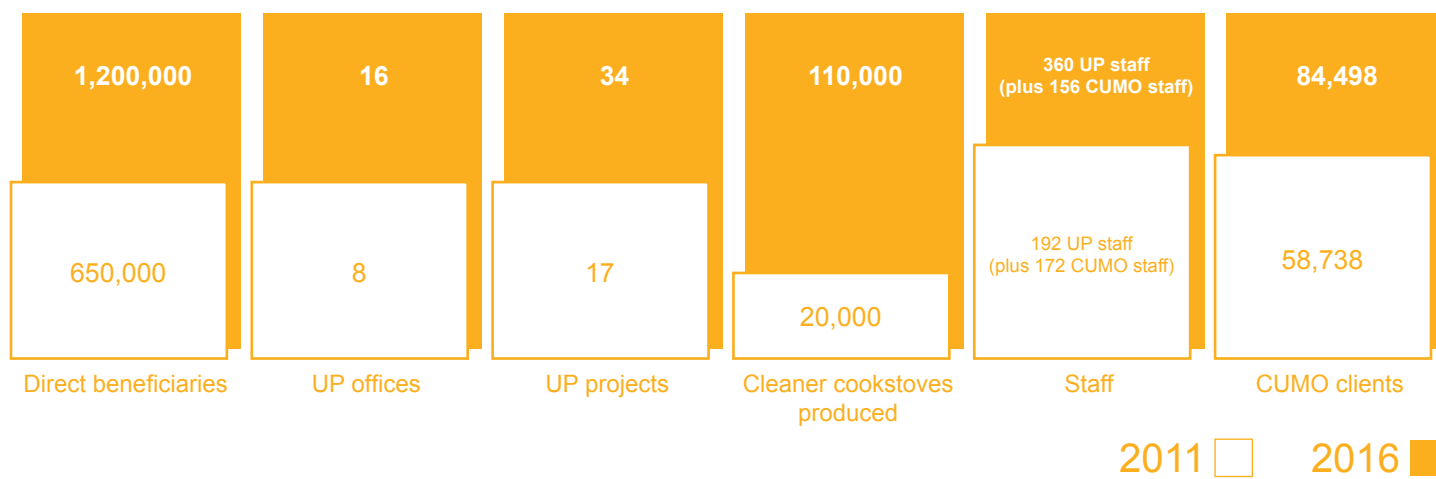 1,200,000
16
34
110,000
360 UP staff
(plus 156 CUMO staff)
84,498
650,000
8
17
20,000
192 UP staff
(plus 172 CUMO staff)
58,738
Direct beneficiaries
UP offices
UP projects
Cleaner cookstoves
produced
Staff
CUMO clients
2011
2016